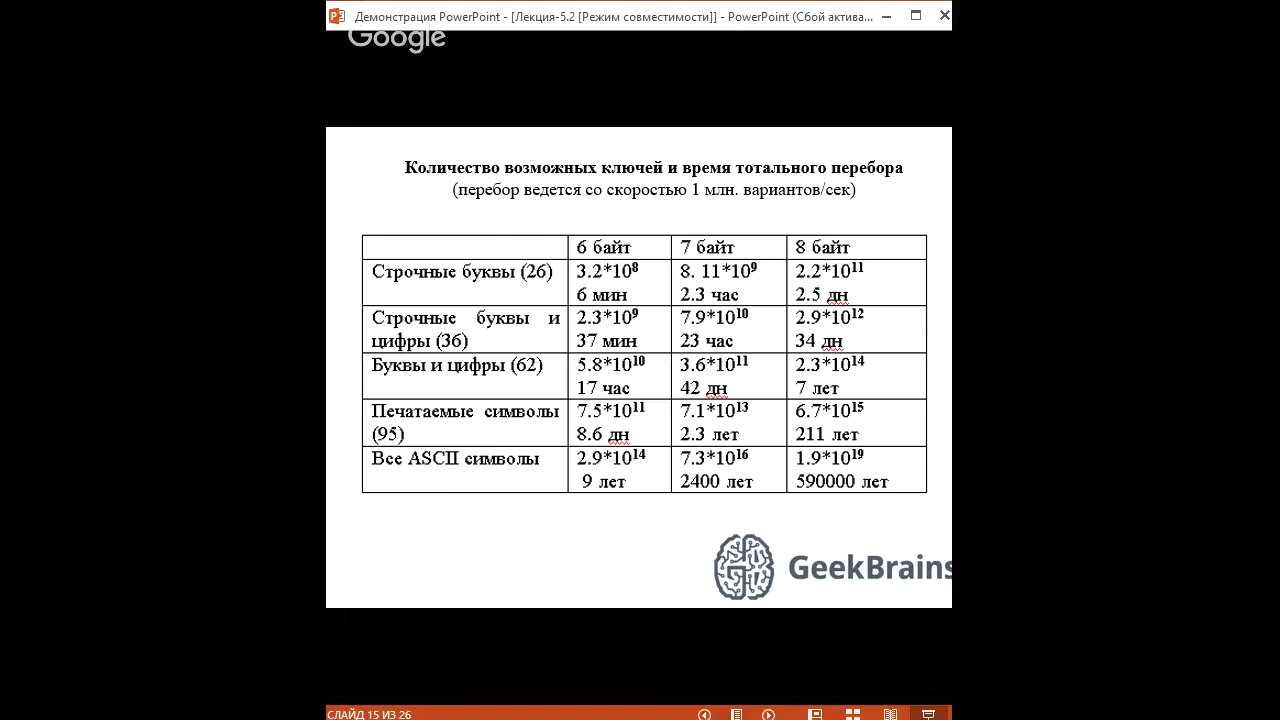 Демонстрация PowerPoint - [Лекция-5.2 [Режим совместимости]] - PowerPoint (Сбой актива...
Google
Количество возможных ключей и время тотального перебора
(перебор ведется со скоростью 1 млн. вариантов/сек)
6 байт 7 байт 8 байт
Строчные буквы (26) 3.2*10⁸ 8. 11*10⁹ 2.2*10¹¹
6 мин 2.3 час 2.5 дн
Строчные буквы и 2.3*10⁹ 7.9*10¹⁰ 2.9*10¹²
цифры (36) 37 мин 23 час 34 дн
Буквы и цифры (62) 5.8*10¹⁰ 3.6*10¹¹ 2.3*10¹⁴
17 час 42 дн 7 лет
Печатаемые символы 7.5*10¹¹ 7.1*10¹³ 6.7*10¹⁵
(95) 8.6 дн 2.3 лет 211 лет
Все ASCII символы 2.9*10¹⁴ 7.3*10¹⁶ 1.9*10¹⁹
9 лет 2400 лет 590000 лет
GeekBrains
СЛАЙД 15 ИЗ 26